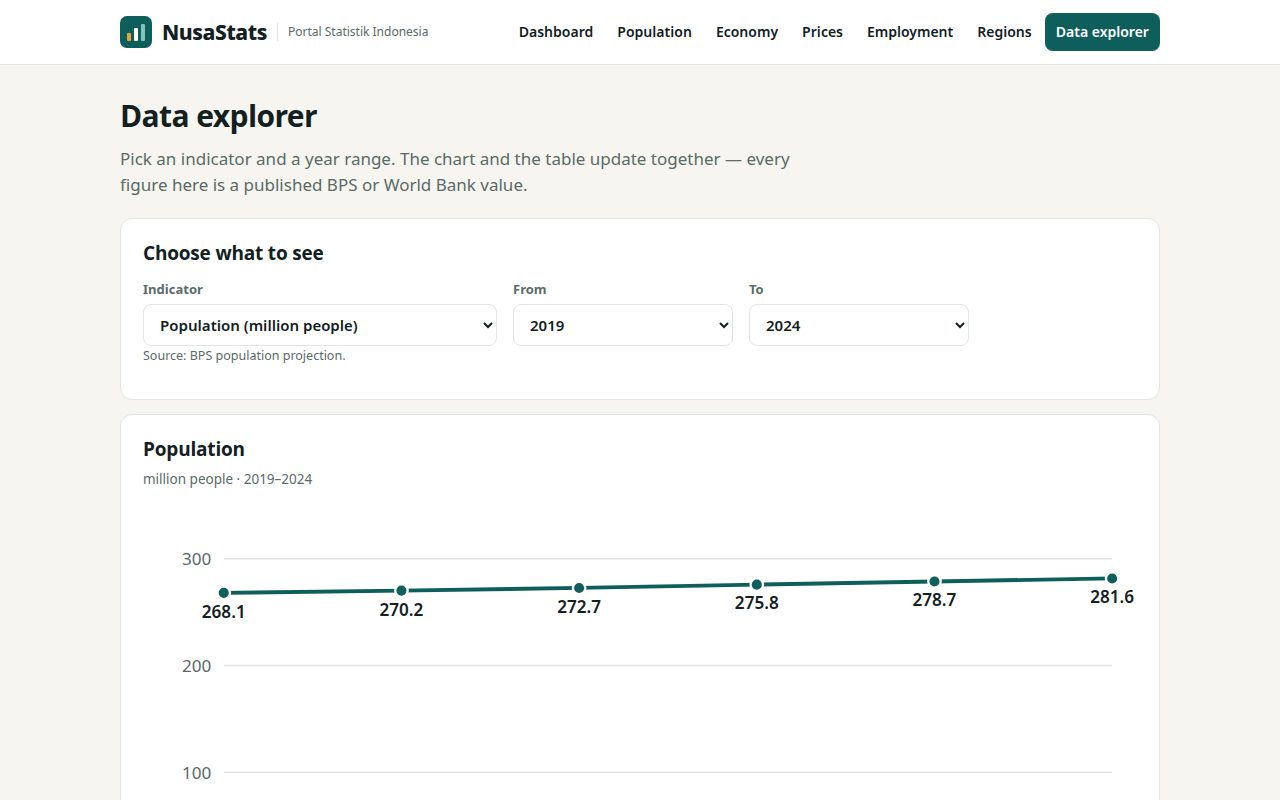 NusaStats
Portal Statistik Indonesia
Dashboard
Population
Economy
Prices
Employment
Regions
Data explorer
Data explorer
Pick an indicator and a year range. The chart and the table update together — every
figure here is a published BPS or World Bank value.
Choose what to see
Indicator
From
To
Population (million people)
2019
2024
Source: BPS population projection.
Population
million people · 2019–2024
300
268.1
270.2
272.7
275.8
278.7
281.6
200
100